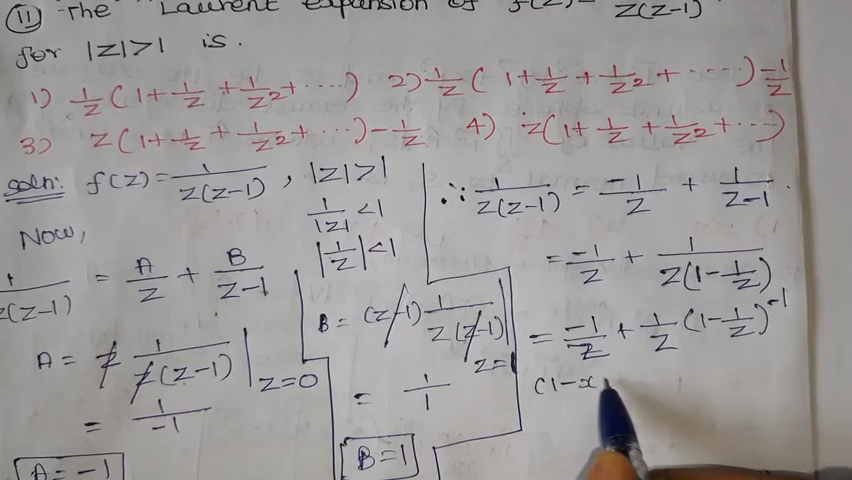 (11) The Laurent expansion of f(z) = z(z-1)
for |z|>1 is.
1) 1/z (1 + 1/z + 1/z² + ....) 2) 1/z (1 + 1/z + 1/z² + ....) -1/z
3) z(1 + 1/z + 1/z² + ...) - 1/z 4) z(1 + 1/z + 1/z² + ...)
soln: f(z) = 1/z(z-1), |z|>1
1/|z| < 1
|1/z| < 1
Now,
1/z(z-1) = A/z + B/z-1
A = z 1/z(z-1) | z=0
= 1/-1
A = -1
B = (z-1) 1/z(z-1) | z=1
= 1/1
B = 1
∴ 1/z(z-1) = -1/z + 1/z-1.
= -1/z + 1/z(1-1/z)
= -1/z + 1/z (1-1/z)⁻¹
(1-x